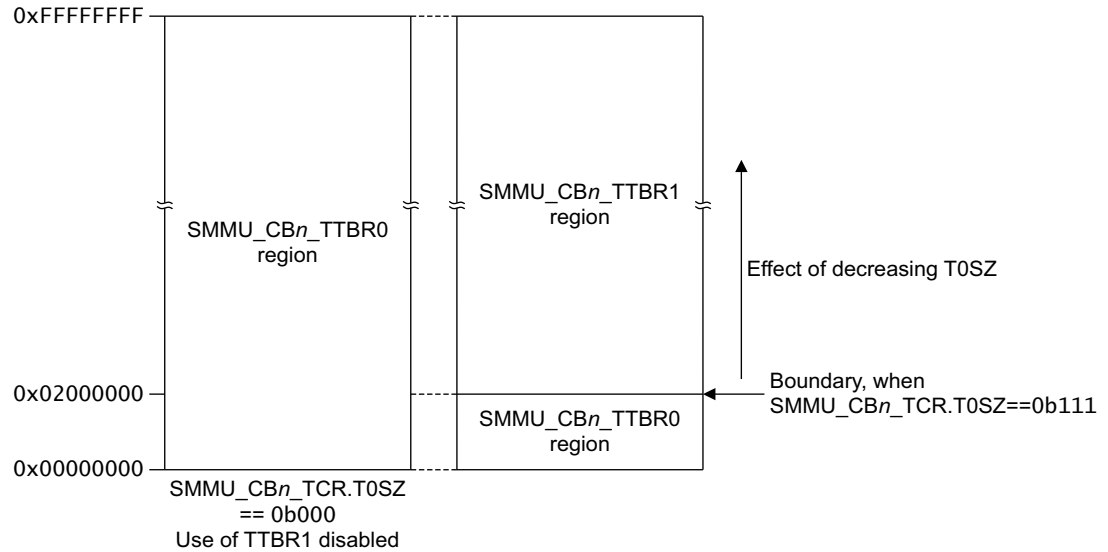 0xFFFFFFFF
SMMU_CBn_TTBR0
region
SMMU_CBn_TTBR1
region
Effect of decreasing T0SZ
0x02000000
Boundary, when
SMMU_CBn_TCR.T0SZ==0b111
SMMU_CBn_TTBR0
region
0x00000000
SMMU_CBn_TCR.T0SZ
== 0b000
Use of TTBR1 disabled